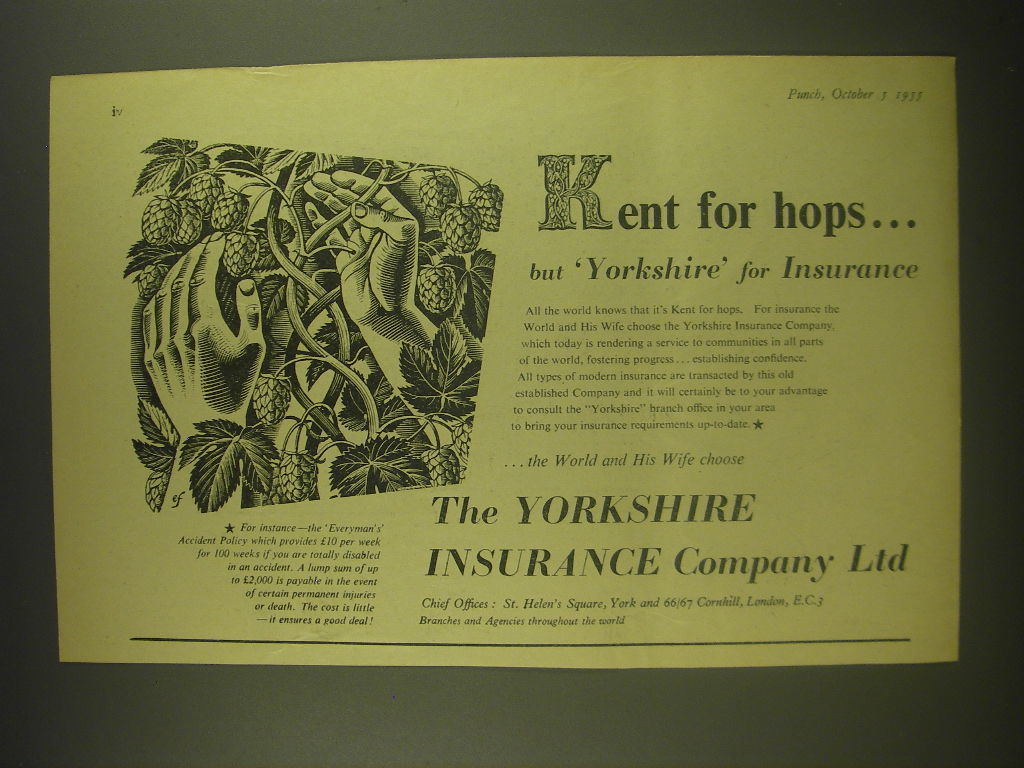 iv
Punch, October 5 1955
Kent for hops...
but 'Yorkshire' for Insurance
All the world knows that it's Kent for hops. For insurance the
World and His Wife choose the Yorkshire Insurance Company,
which today is rendering a service to communities in all parts
of the world, fostering progress... establishing confidence.
All types of modern insurance are transacted by this old
established Company and it will certainly be to your advantage
to consult the "Yorkshire" branch office in your area
to bring your insurance requirements up-to-date. ★
...the World and His Wife choose
The YORKSHIRE
INSURANCE Company Ltd
Chief Offices: St. Helen's Square, York and 66/67 Cornhill, London, E.C.3
Branches and Agencies throughout the world
ef
★ For instance—the 'Everyman's'
Accident Policy which provides £10 per week
for 100 weeks if you are totally disabled
in an accident. A lump sum of up
to £2,000 is payable in the event
of certain permanent injuries
or death. The cost is little
—it ensures a good deal!